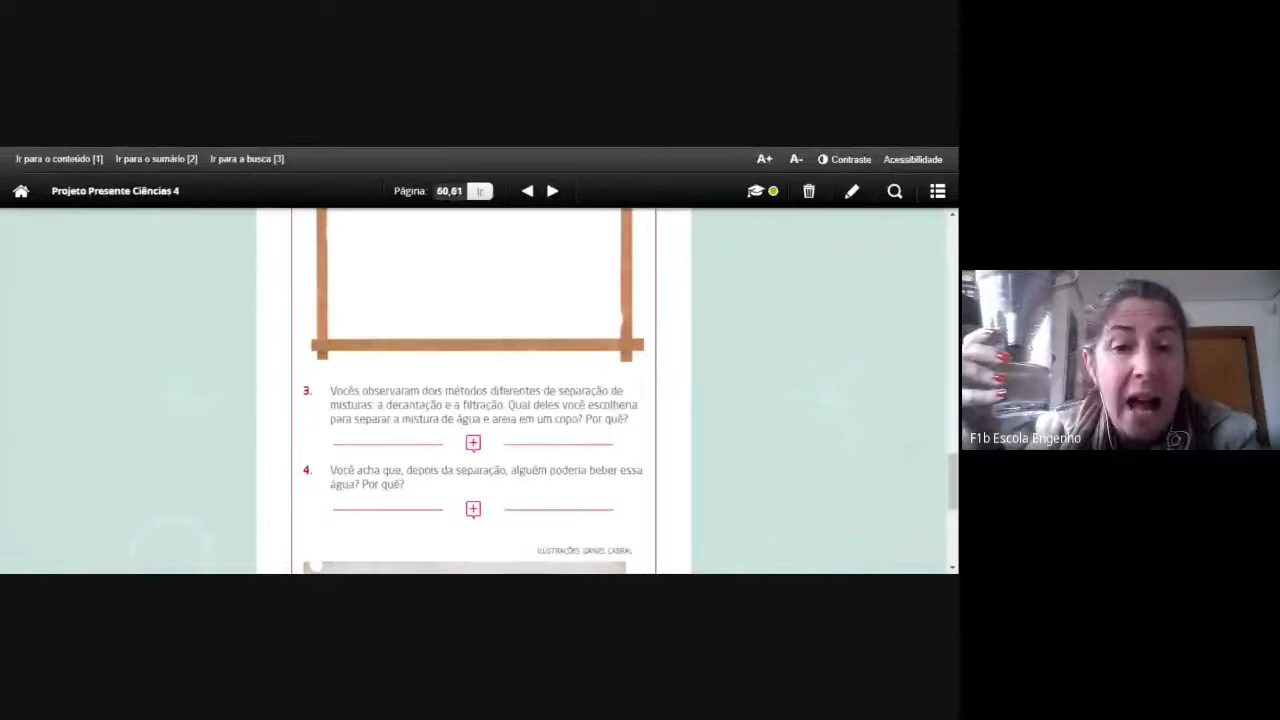 Ir para o conteúdo [1] Ir para o sumário [2] Ir para a busca [3] A+ A- Contraste Acessibilidade
Projeto Presente Ciências 4 Página: 60,61 Ir
3. Vocês observaram dois métodos diferentes de separação de
misturas: a decantação e a filtração. Qual deles você escolheria
para separar a mistura de água e areia em um copo? Por quê?
4. Você acha que, depois da separação, alguém poderia beber essa
água? Por quê?
ILUSTRAÇÕES: DANIEL CABRAL
F1b Escola Engenho